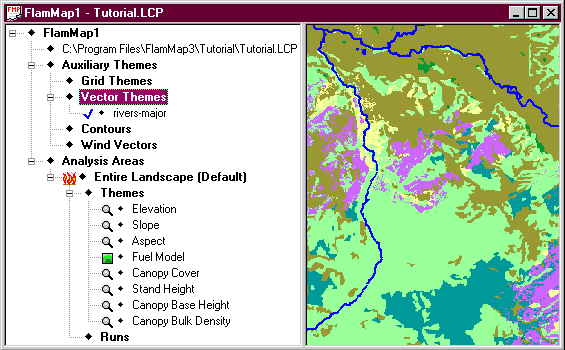 FlamMap1 - Tutorial.LCP
FlamMap1
C:\Program Files\FlamMap3\Tutorial\Tutorial.LCP
Auxiliary Themes
Grid Themes
Vector Themes
rivers-major
Contours
Wind Vectors
Analysis Areas
Entire Landscape (Default)
Themes
Elevation
Slope
Aspect
Fuel Model
Canopy Cover
Stand Height
Canopy Base Height
Canopy Bulk Density
Runs